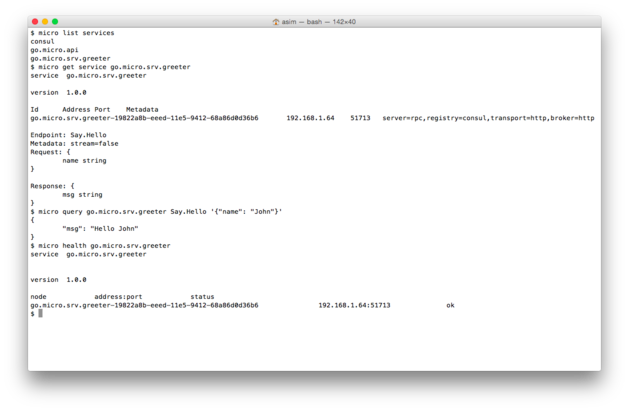 asim — bash — 142×40
$ micro list services
consul
go.micro.api
go.micro.srv.greeter
$ micro get service go.micro.srv.greeter
service  go.micro.srv.greeter
version  1.0.0
Id      Address Port    Metadata
go.micro.srv.greeter-19822a8b-eeed-11e5-9412-68a86d0d36b6       192.168.1.64    51713   server=rpc,registry=consul,transport=http,broker=http
Endpoint: Say.Hello
Metadata: stream=false
Request: {
        name string
}
Response: {
        msg string
}
$ micro query go.micro.srv.greeter Say.Hello '{"name": "John"}'
{
        "msg": "Hello John"
}
$ micro health go.micro.srv.greeter
service  go.micro.srv.greeter
version  1.0.0
node            address:port            status
go.micro.srv.greeter-19822a8b-eeed-11e5-9412-68a86d0d36b6               192.168.1.64:51713              ok
$